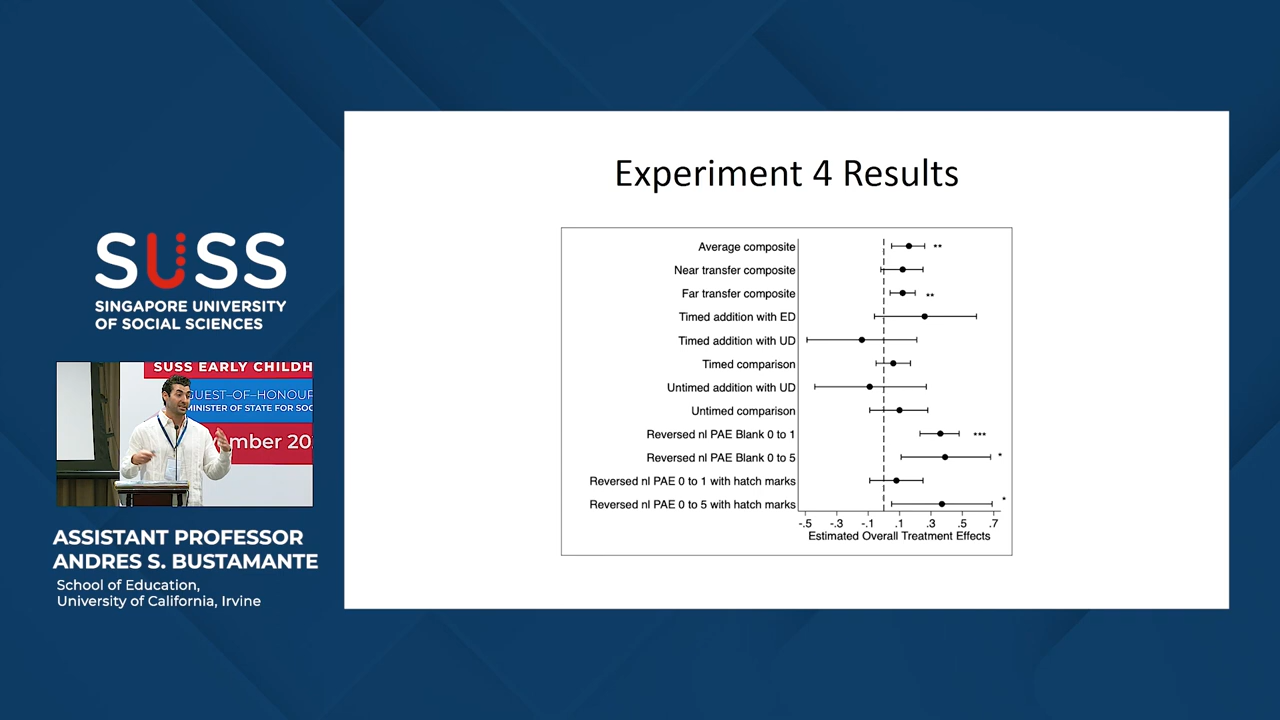 SUSS
SINGAPORE UNIVERSITY
OF SOCIAL SCIENCES
SUSS EARLY CHILDH
UEST-OF-HONOUR
MINISTER OF STATE FOR SOC
mber 20
ASSISTANT PROFESSOR
ANDRES S. BUSTAMANTE
School of Education,
University of California, Irvine
Experiment 4 Results
Average composite **
Near transfer composite
Far transfer composite **
Timed addition with ED
Timed addition with UD
Timed comparison
Untimed addition with UD
Untimed comparison
Reversed nl PAE Blank 0 to 1 ***
Reversed nl PAE Blank 0 to 5 *
Reversed nl PAE 0 to 1 with hatch marks
Reversed nl PAE 0 to 5 with hatch marks *
-.5 -.3 -.1 .1 .3 .5 .7
Estimated Overall Treatment Effects